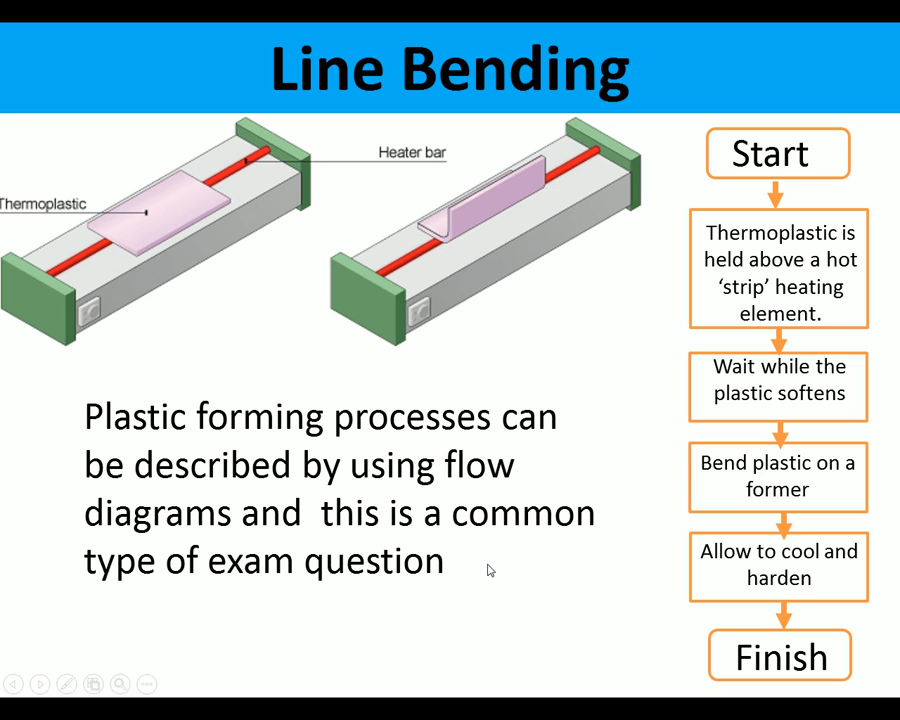 Line Bending
Heater bar
Thermoplastic
Start
Thermoplastic is
held above a hot
‘strip’ heating
element.
Wait while the
plastic softens
Bend plastic on a
former
Allow to cool and
harden
Finish
Plastic forming processes can
be described by using flow
diagrams and  this is a common
type of exam question